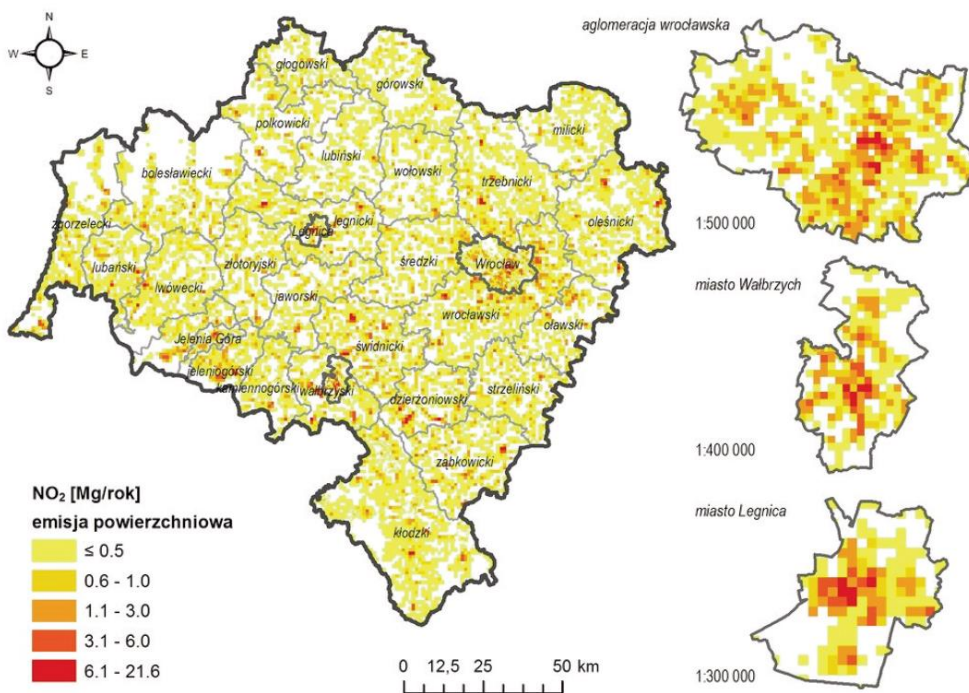 N
W
E
S
głogowski
górowski
polkowicki
milicki
lubiński
bolesławiecki
wołowski
trzebnicki
zgorzelecki
legnicki
Legnica
oleśnicki
lubański
złotoryjski
średzki
Wrocław
lwówecki
jaworski
wrocławski
oławski
Jelenia Góra
świdnicki
jeleniogórski
kamiennogórski
wałbrzyski
dzierżoniowski
strzeliński
ząbkowicki
kłodzki
NO₂ [Mg/rok]
emisja powierzchniowa
≤ 0.5
0.6 - 1.0
1.1 - 3.0
3.1 - 6.0
6.1 - 21.6
0 12,5 25 50 km
aglomeracja wrocławska
1:500 000
miasto Wałbrzych
1:400 000
miasto Legnica
1:300 000